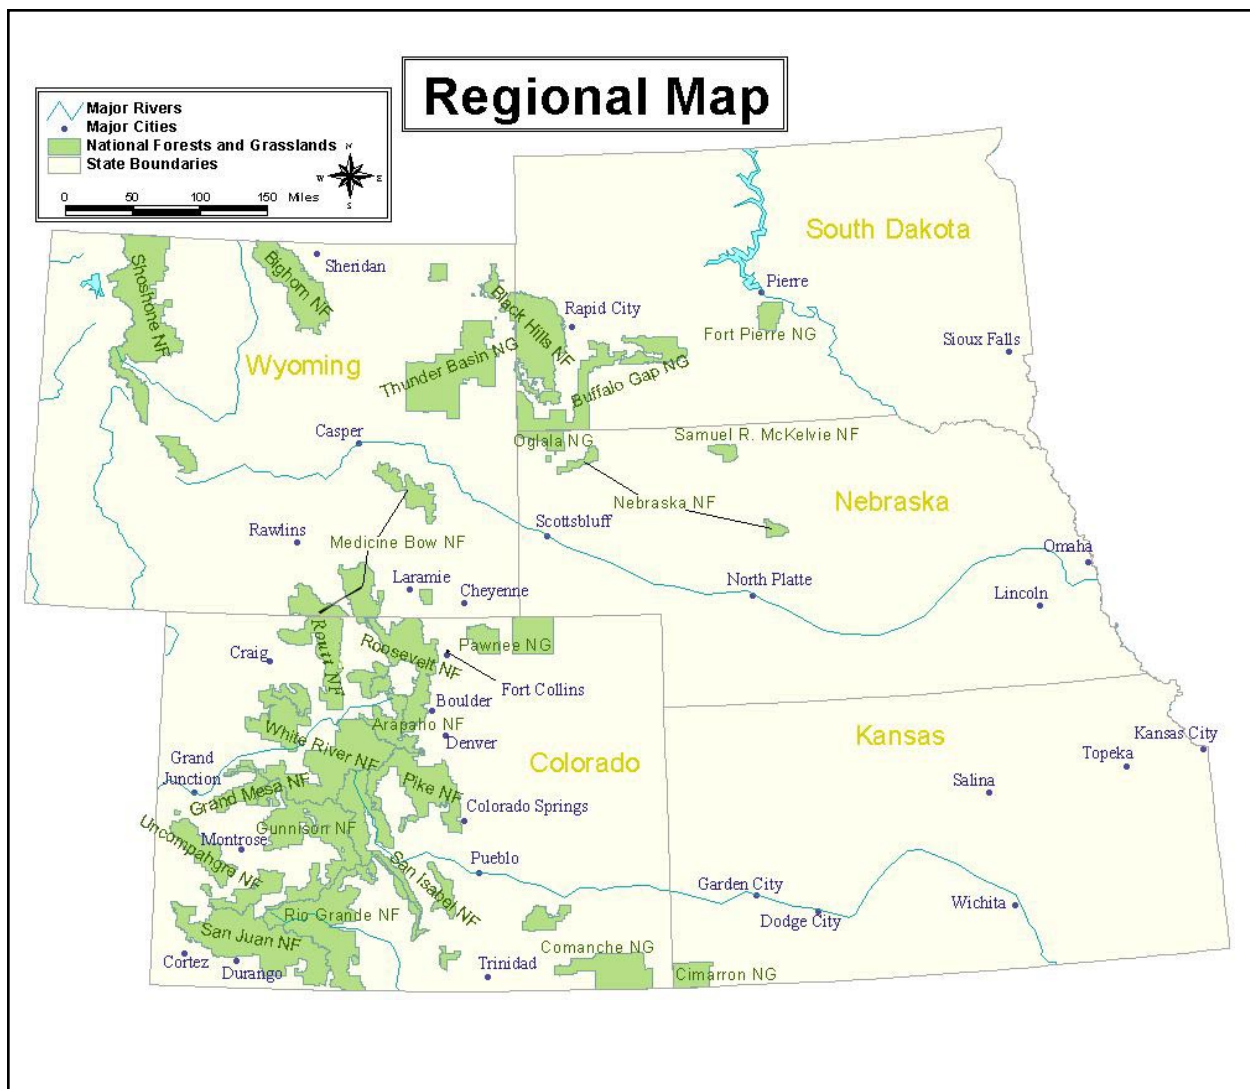 Regional Map
Major Rivers
Major Cities
National Forests and Grasslands
State Boundaries
N
W
E
S
0 50 100 150 Miles
South Dakota
Shoshone NF
Bighorn NF
Sheridan
Black Hills NF
Rapid City
Pierre
Fort Pierre NG
Sioux Falls
Wyoming
Thunder Basin NG
Buffalo Gap NG
Casper
Oglala NG
Samuel R. McKelvie NF
Nebraska NF
Nebraska
Rawlins
Medicine Bow NF
Scottsbluff
Omaha
Laramie
Cheyenne
North Platte
Lincoln
Routt NF
Roosevelt NF
Pawnee NG
Craig
Fort Collins
Boulder
Arapaho NF
Denver
White River NF
Colorado
Kansas
Kansas City
Topeka
Grand
Junction
Grand Mesa NF
Pike NF
Salina
Colorado Springs
Uncompahgre NF
Montrose
Gunnison NF
San Isabel NF
Pueblo
Garden City
Dodge City
Wichita
Rio Grande NF
San Juan NF
Cortez
Durango
Trinidad
Comanche NG
Cimarron NG